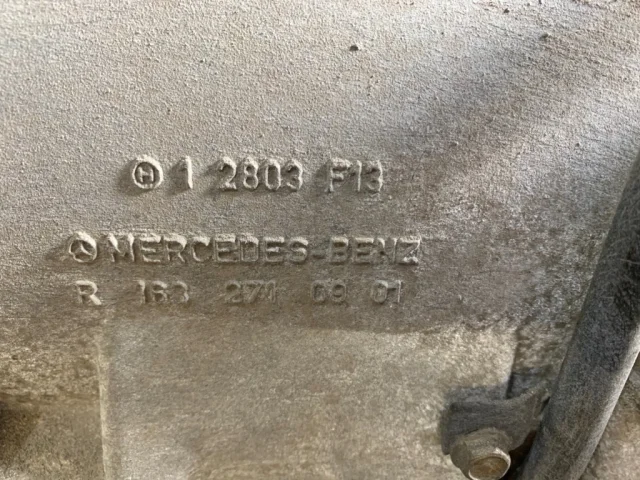 H 1 2803 F13
MERCEDES-BENZ
R 163 271 09 01